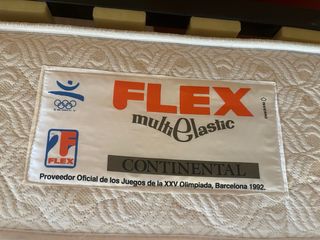 FLEX
multielastic
FLEX
CONTINENTAL
Proveedor Oficial de los Juegos de la XXV Olimpiada, Barcelona 1992.